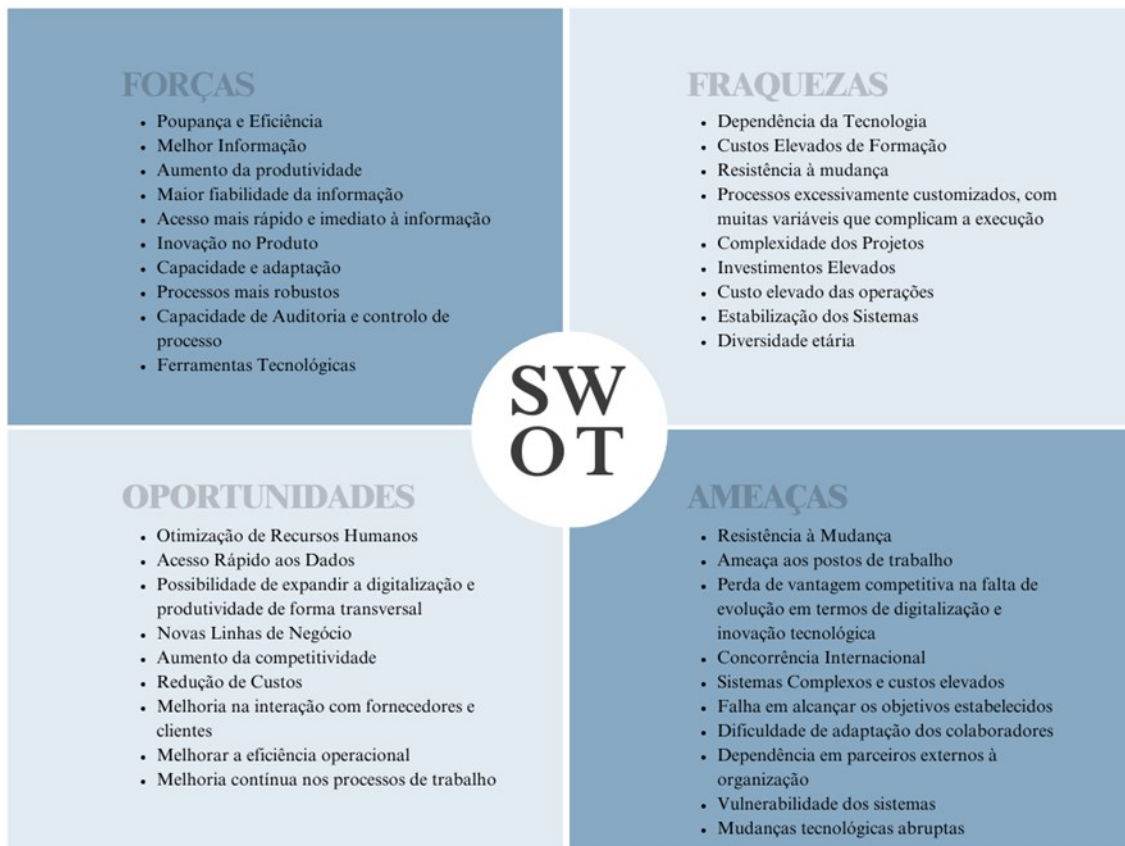 FORÇAS
• Poupança e Eficiência
• Melhor Informação
• Aumento da produtividade
• Maior fiabilidade da informação
• Acesso mais rápido e imediato à informação
• Inovação no Produto
• Capacidade e adaptação
• Processos mais robustos
• Capacidade de Auditoria e controlo de
processo
• Ferramentas Tecnológicas
FRAQUEZAS
• Dependência da Tecnologia
• Custos Elevados de Formação
• Resistência à mudança
• Processos excessivamente customizados, com
muitas variáveis que complicam a execução
• Complexidade dos Projetos
• Investimentos Elevados
• Custo elevado das operações
• Estabilização dos Sistemas
• Diversidade etária
SW
OT
OPORTUNIDADES
• Otimização de Recursos Humanos
• Acesso Rápido aos Dados
• Possibilidade de expandir a digitalização e
produtividade de forma transversal
• Novas Linhas de Negócio
• Aumento da competitividade
• Redução de Custos
• Melhoria na interação com fornecedores e
clientes
• Melhorar a eficiência operacional
• Melhoria contínua nos processos de trabalho
AMEAÇAS
• Resistência à Mudança
• Ameaça aos postos de trabalho
• Perda de vantagem competitiva na falta de
evolução em termos de digitalização e
inovação tecnológica
• Concorrência Internacional
• Sistemas Complexos e custos elevados
• Falha em alcançar os objetivos estabelecidos
• Dificuldade de adaptação dos colaboradores
• Dependência em parceiros externos à
organização
• Vulnerabilidade dos sistemas
• Mudanças tecnológicas abruptas